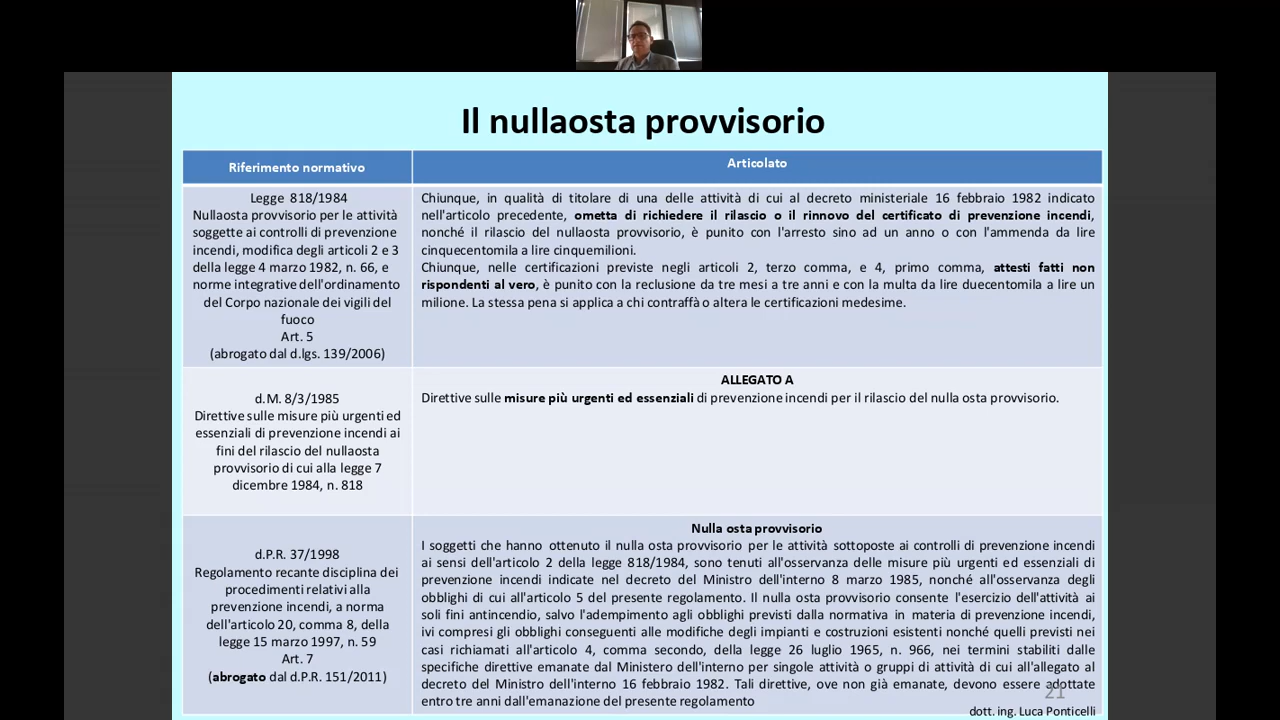 Il nullaosta provvisorio
Riferimento normativo
Articolato
Legge 818/1984
Nullaosta provvisorio per le attività
soggette ai controlli di prevenzione
incendi, modifica degli articoli 2 e 3
della legge 4 marzo 1982, n. 66, e
norme integrative dell'ordinamento
del Corpo nazionale dei vigili del
fuoco
Art. 5
(abrogato dal d.lgs. 139/2006)
Chiunque, in qualità di titolare di una delle attività di cui al decreto ministeriale 16 febbraio 1982 indicato
nell'articolo precedente, ometta di richiedere il rilascio o il rinnovo del certificato di prevenzione incendi,
nonché il rilascio del nullaosta provvisorio, è punito con l'arresto sino ad un anno o con l'ammenda da lire
cinquecentomila a lire cinquemilioni.
Chiunque, nelle certificazioni previste negli articoli 2, terzo comma, e 4, primo comma, attesti fatti non
rispondenti al vero, è punito con la reclusione da tre mesi a tre anni e con la multa da lire duecentomila a lire un
milione. La stessa pena si applica a chi contraffà o altera le certificazioni medesime.
d.M. 8/3/1985
Direttive sulle misure più urgenti ed
essenziali di prevenzione incendi ai
fini del rilascio del nullaosta
provvisorio di cui alla legge 7
dicembre 1984, n. 818
ALLEGATO A
Direttive sulle misure più urgenti ed essenziali di prevenzione incendi per il rilascio del nulla osta provvisorio.
d.P.R. 37/1998
Regolamento recante disciplina dei
procedimenti relativi alla
prevenzione incendi, a norma
dell'articolo 20, comma 8, della
legge 15 marzo 1997, n. 59
Art. 7
(abrogato dal d.P.R. 151/2011)
Nulla osta provvisorio
I soggetti che hanno ottenuto il nulla osta provvisorio per le attività sottoposte ai controlli di prevenzione incendi
ai sensi dell'articolo 2 della legge 818/1984, sono tenuti all'osservanza delle misure più urgenti ed essenziali di
prevenzione incendi indicate nel decreto del Ministro dell'interno 8 marzo 1985, nonché all'osservanza degli
obblighi di cui all'articolo 5 del presente regolamento. Il nulla osta provvisorio consente l'esercizio dell'attività ai
soli fini antincendio, salvo l'adempimento agli obblighi previsti dalla normativa in materia di prevenzione incendi,
ivi compresi gli obblighi conseguenti alle modifiche degli impianti e costruzioni esistenti nonché quelli previsti nei
casi richiamati all'articolo 4, comma secondo, della legge 26 luglio 1965, n. 966, nei termini stabiliti dalle
specifiche direttive emanate dal Ministero dell'interno per singole attività o gruppi di attività di cui all'allegato al
decreto del Ministro dell'interno 16 febbraio 1982. Tali direttive, ove non già emanate, devono essere adottate
entro tre anni dall'emanazione del presente regolamento
21
dott. ing. Luca Ponticelli